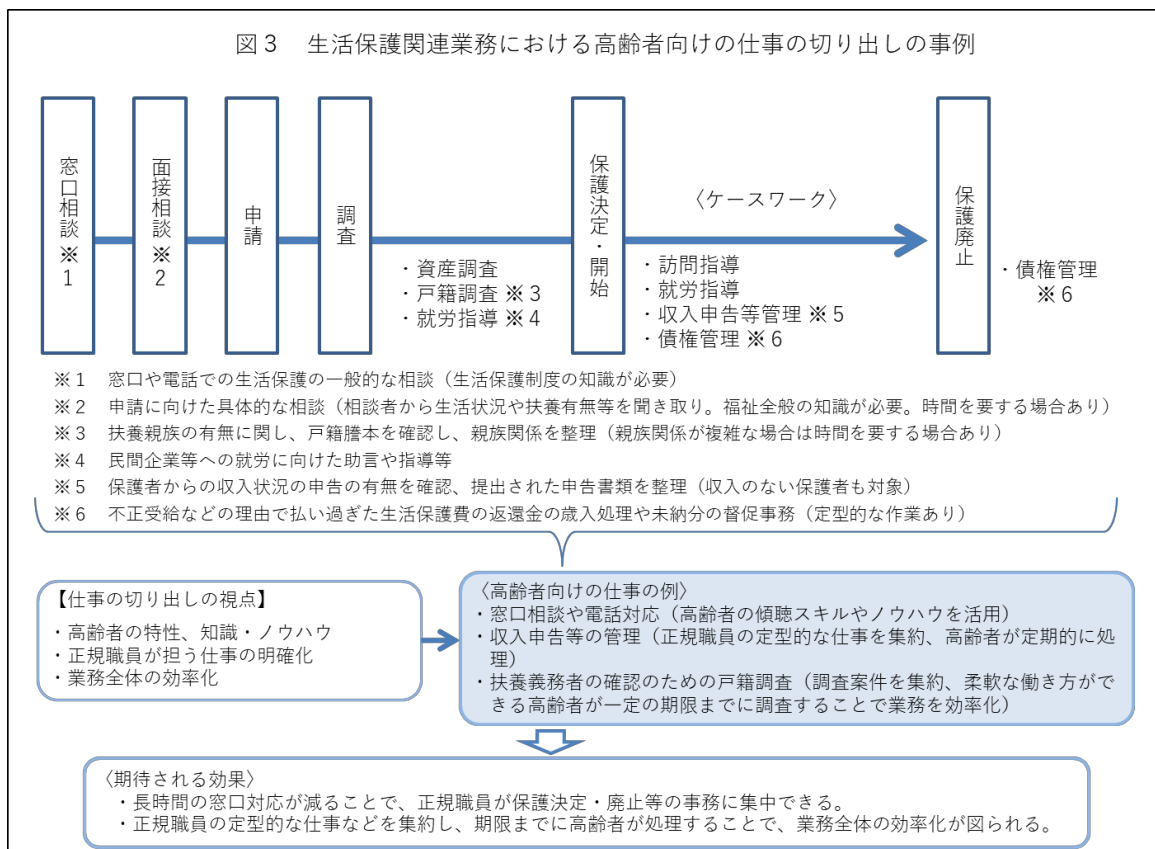 図３　生活保護関連業務における高齢者向けの仕事の切り出しの事例
窓口相談※1
面接相談※2
申請
調査
・資産調査
・戸籍調査 ※３
・就労指導 ※４
保護決定・開始
〈ケースワーク〉
・訪問指導
・就労指導
・収入申告等管理 ※５
・債権管理 ※６
保護廃止
・債権管理
※６
※１　窓口や電話での生活保護の一般的な相談（生活保護制度の知識が必要）
※２　申請に向けた具体的な相談（相談者から生活状況や扶養有無等を聞き取り。福祉全般の知識が必要。時間を要する場合あり）
※３　扶養親族の有無に関し、戸籍謄本を確認し、親族関係を整理（親族関係が複雑な場合は時間を要する場合あり）
※４　民間企業等への就労に向けた助言や指導等
※５　保護者からの収入状況の申告の有無を確認、提出された申告書類を整理（収入のない保護者も対象）
※６　不正受給などの理由で払い過ぎた生活保護費の返還金の歳入処理や未納分の督促事務（定型的な作業あり）
【仕事の切り出しの視点】
・高齢者の特性、知識・ノウハウ
・正規職員が担う仕事の明確化
・業務全体の効率化
〈高齢者向けの仕事の例〉
・窓口相談や電話対応（高齢者の傾聴スキルやノウハウを活用）
・収入申告等の管理（正規職員の定型的な仕事を集約、高齢者が定期的に処
理）
・扶養義務者の確認のための戸籍調査（調査案件を集約、柔軟な働き方がで
きる高齢者が一定の期限までに調査することで業務を効率化）
〈期待される効果〉
・長時間の窓口対応が減ることで、正規職員が保護決定・廃止等の事務に集中できる。
・正規職員の定型的な仕事などを集約し、期限までに高齢者が処理することで、業務全体の効率化が図られる。